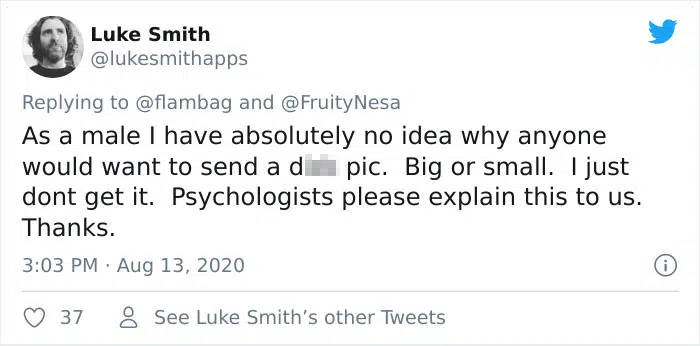 Luke Smith
@lukesmithapps
Replying to @flambag and @FruityNesa
As a male I have absolutely no idea why anyone
would want to send a d pic.  Big or small.  I just
dont get it.  Psychologists please explain this to us.
Thanks.
3:03 PM · Aug 13, 2020
37 See Luke Smith’s other Tweets